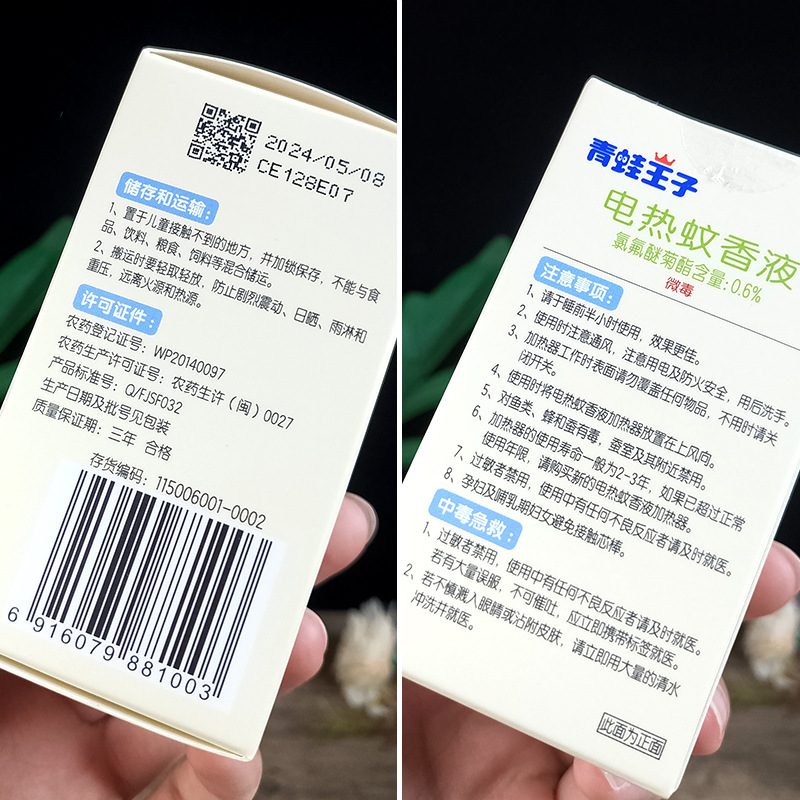 2024/05/08
CE128E07
储存和运输：
1、置于儿童接触不到的地方，并加锁保存，不能与食
品、饮料、粮食、饲料等混合储运。
2、搬运时要轻取轻放，防止剧烈震动、日晒、雨淋和
重压，远离火源和热源。
许可证件：
农药登记证号：WP20140097
农药生产许可证号：农药生许（闽）0027
产品标准号：Q/FJSF032
生产日期及批号见包装
质量保证期：三年 合格
存货编码：115006001-0002
6 916079 881003
青蛙王子
电热蚊香液
氯氟醚菊酯含量：0.6%
微毒
注意事项：
1、请于睡前半小时使用，效果更佳。
2、使用时注意通风，注意用电及防火安全，用后洗手。
3、加热器工作时表面请勿覆盖任何物品，不用时请关
闭开关。
4、使用时将电热蚊香液加热器放置在上风向。
5、对鱼类、蜂和蚕有毒，蚕室及其附近禁用。
6、加热器的使用寿命一般为2-3年，如果已超过正常
使用年限，请购买新的电热蚊香液加热器。
7、过敏者禁用，使用中有任何不良反应者请及时就医。
8、孕妇及哺乳期妇女避免接触芯棒。
中毒急救：
1、过敏者禁用，使用中有任何不良反应者请及时就医。
若有大量误服，不可催吐，应立即携带标签就医。
2、若不慎溅入眼睛或沾附皮肤，请立即用大量的清水
冲洗并就医。
此面为正面